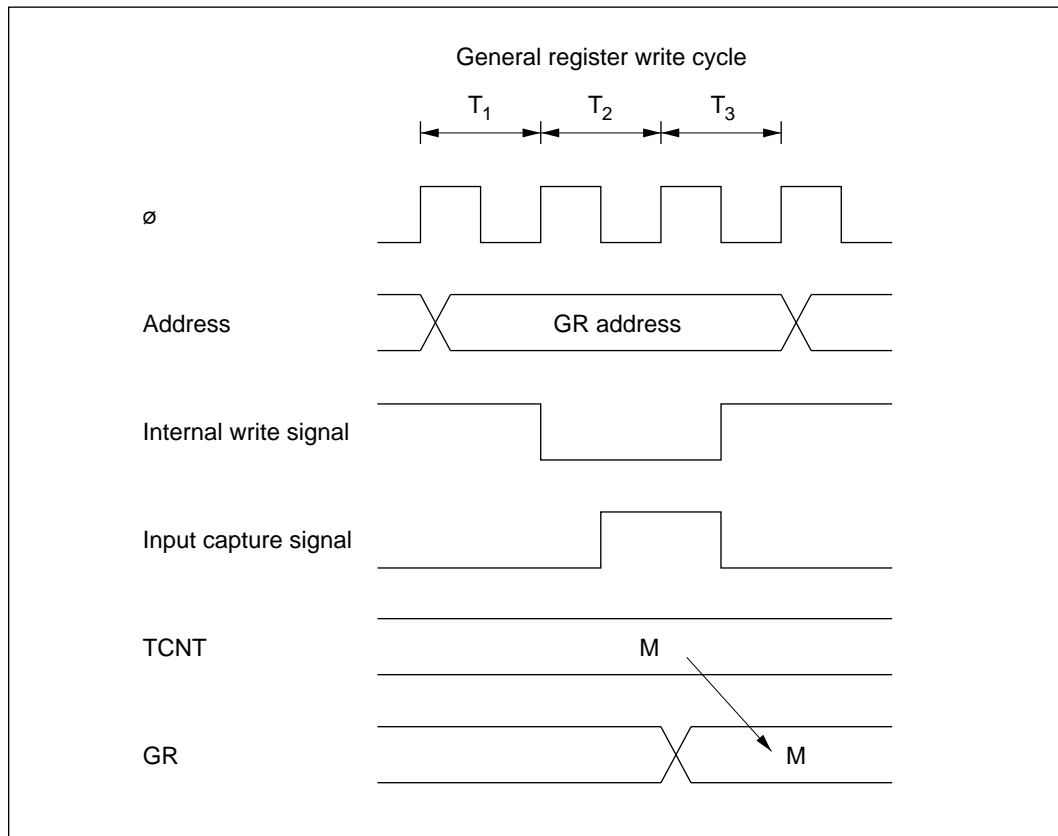 General register write cycle
T1 T2 T3
ø
Address GR address
Internal write signal
Input capture signal
TCNT M
GR M